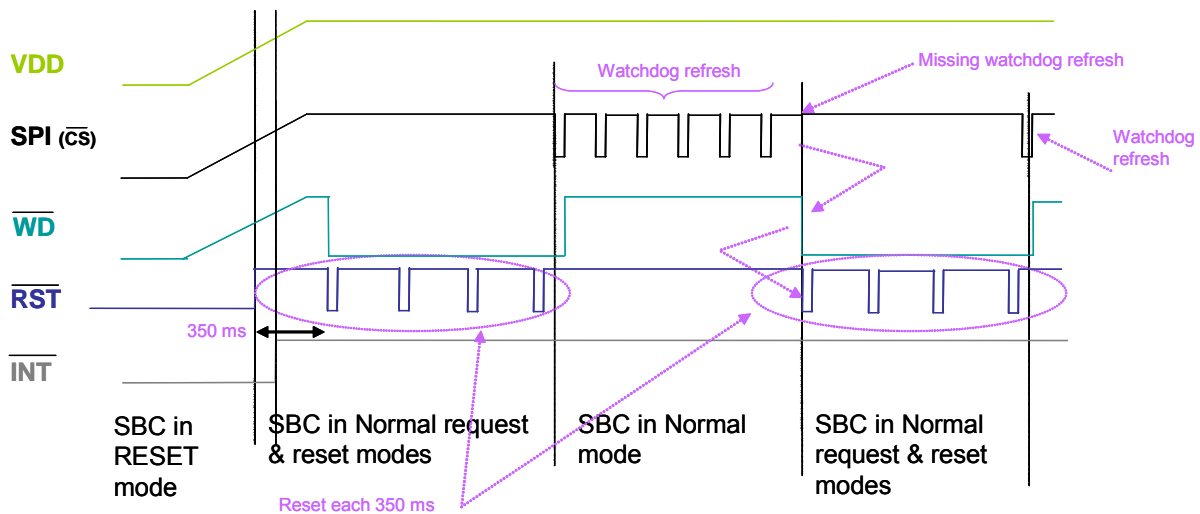 VDD
Watchdog refresh
Missing watchdog refresh
SPI (CS)
Watchdog
refresh
WD
RST
350 ms
INT
SBC in
RESET
mode
SBC in Normal request
& reset modes
SBC in Normal
mode
SBC in Normal
request & reset
modes
Reset each 350 ms